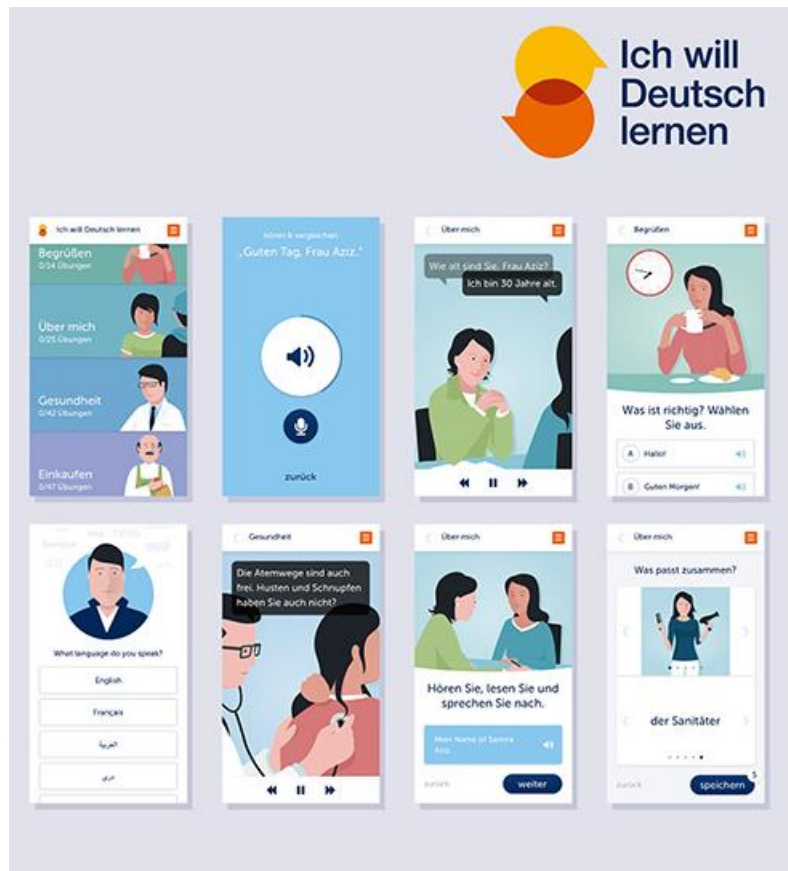 Ich will
Deutsch
lernen
Ich will Deutsch lernen
Begrüßen
0/14 Übungen
Über mich
0/25 Übungen
Gesundheit
0/42 Übungen
Einkaufen
0/47 Übungen
hören & vergleichen
„Guten Tag, Frau Aziz."
zurück
Über mich
Wie alt sind Sie, Frau Aziz?
Ich bin 30 Jahre alt.
Begrüßen
Was ist richtig? Wählen
Sie aus.
A Hallo!
B Guten Morgen!
What language do you speak?
English
Français
العربية
دری
Gesundheit
Die Atemwege sind auch
frei. Husten und Schnupfen
haben Sie auch nicht?
Über mich
Hören Sie, lesen Sie und
sprechen Sie nach.
Mein Name ist Samira
Aziz.
zurück
weiter
Über mich
Was passt zusammen?
der Sanitäter
zurück
speichern
5